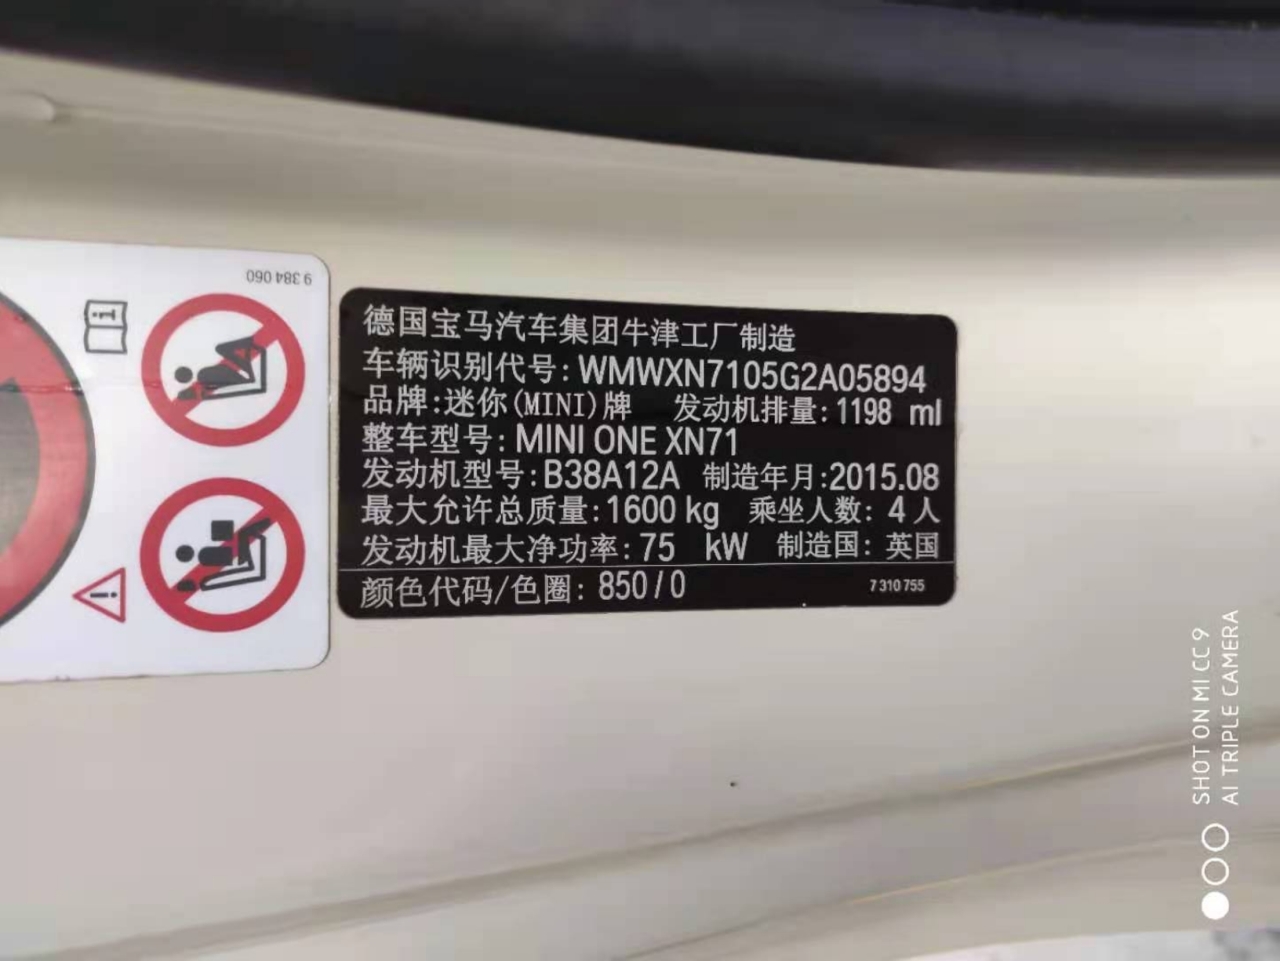 9 384 060
德国宝马汽车集团牛津工厂制造
车辆识别代号: WMWXN7105G2A05894
品牌:迷你(MINI)牌 发动机排量: 1198 ml
整车型号: MINI ONE XN71
发动机型号: B38A12A 制造年月:2015.08
最大允许总质量: 1600 kg 乘坐人数: 4 人
发动机最大净功率: 75 kW 制造国: 英国
颜色代码/色圈: 850 / 0 7 310 755
SHOT ON MI CC 9
AI TRIPLE CAMERA